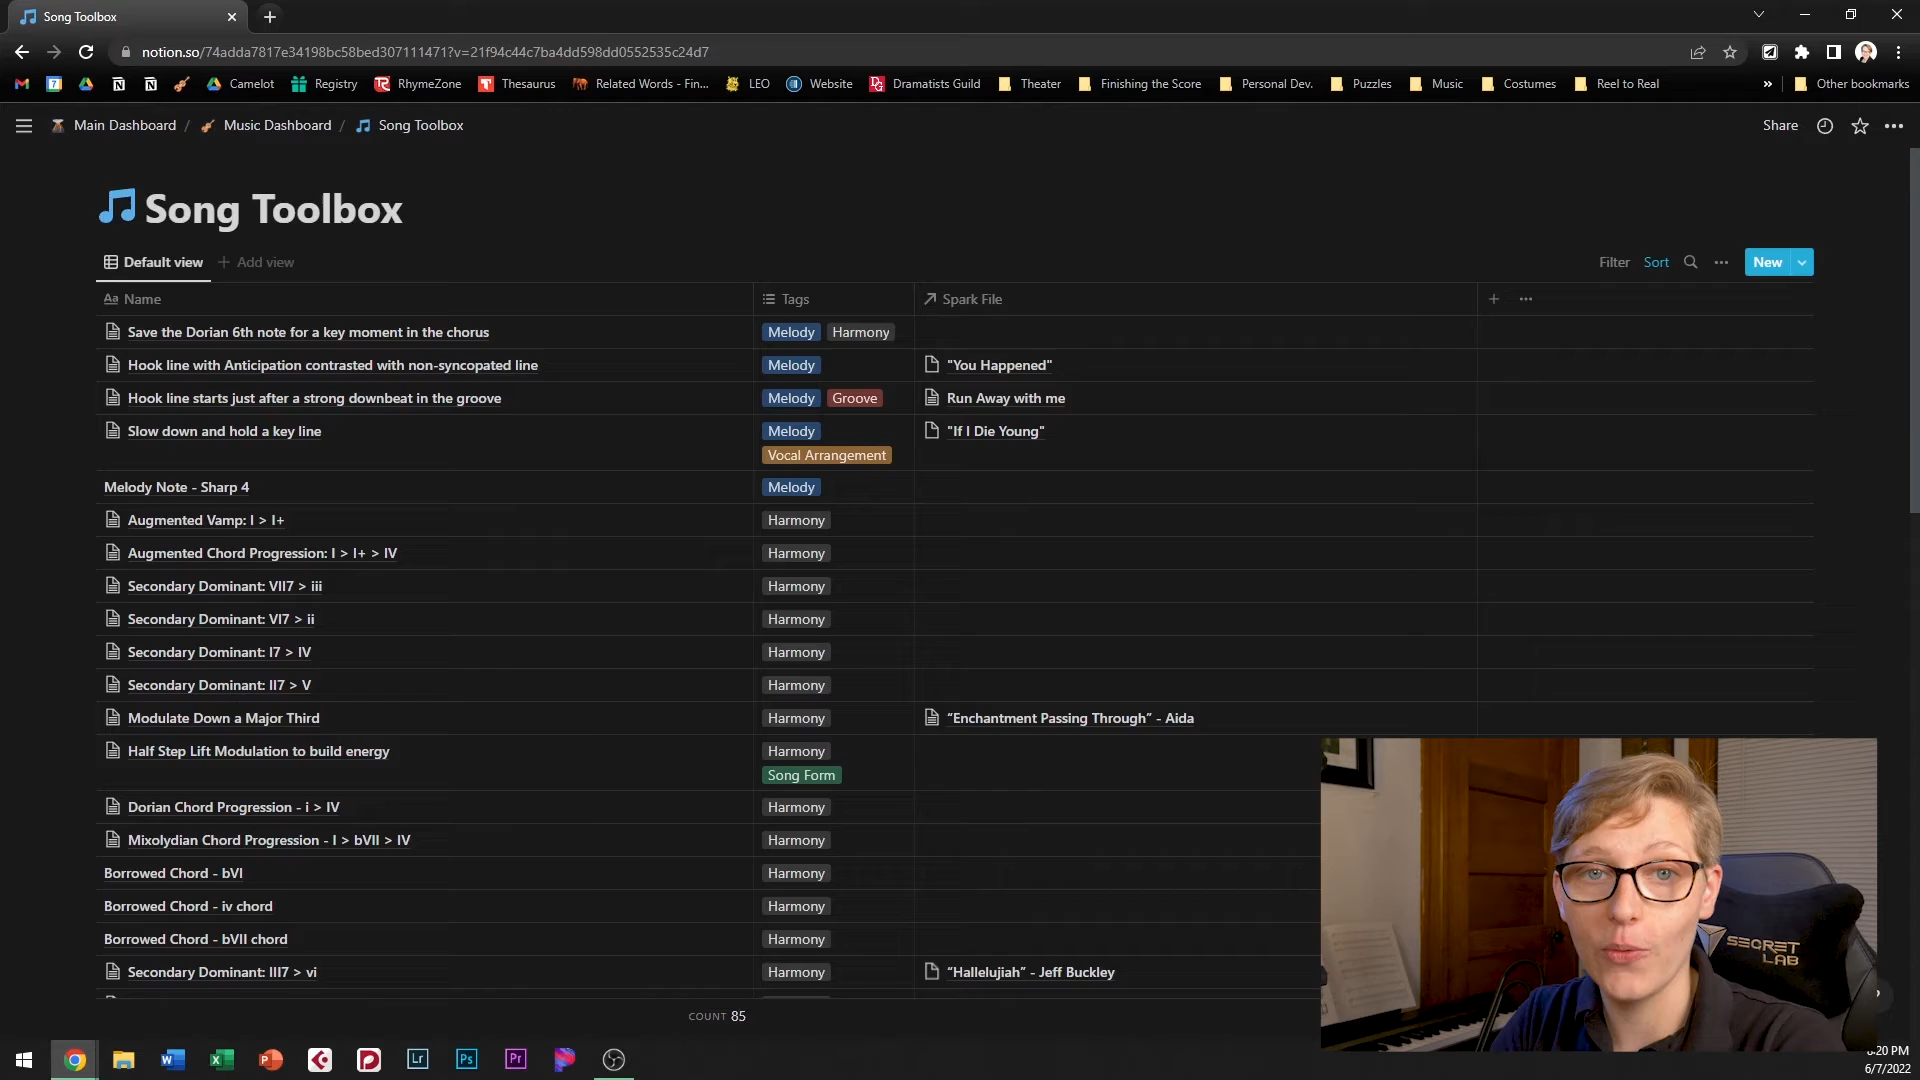 Song Toolbox
notion.so/74adda7817e34198bc58bed307111471?v=21f94c44c7ba4dd598dd0552535c24d7
Camelot Registry RhymeZone Thesaurus Related Words - Fin... LEO Website Dramatists Guild Theater Finishing the Score Personal Dev. Puzzles Music Costumes Reel to Real » Other bookmarks
Main Dashboard / Music Dashboard / Song Toolbox Share
Song Toolbox
Default view + Add view Filter Sort New
Aa Name Tags Spark File
Save the Dorian 6th note for a key moment in the chorus Melody Harmony
Hook line with Anticipation contrasted with non-syncopated line Melody "You Happened"
Hook line starts just after a strong downbeat in the groove Melody Groove Run Away with me
Slow down and hold a key line Melody "If I Die Young"
Vocal Arrangement
Melody Note - Sharp 4 Melody
Augmented Vamp: I > I+ Harmony
Augmented Chord Progression: I > I+ > IV Harmony
Secondary Dominant: VII7 > iii Harmony
Secondary Dominant: VI7 > ii Harmony
Secondary Dominant: I7 > IV Harmony
Secondary Dominant: II7 > V Harmony
Modulate Down a Major Third Harmony “Enchantment Passing Through” - Aida
Half Step Lift Modulation to build energy Harmony
Song Form
Dorian Chord Progression - i > IV Harmony
Mixolydian Chord Progression - I > bVII > IV Harmony
Borrowed Chord - bVI Harmony
Borrowed Chord - iv chord Harmony
Borrowed Chord - bVII chord Harmony
Secondary Dominant: III7 > vi Harmony “Hallelujiah” - Jeff Buckley
COUNT 85
SECRET
LAB
Lr Ps Pr
:20 PM
6/7/2022